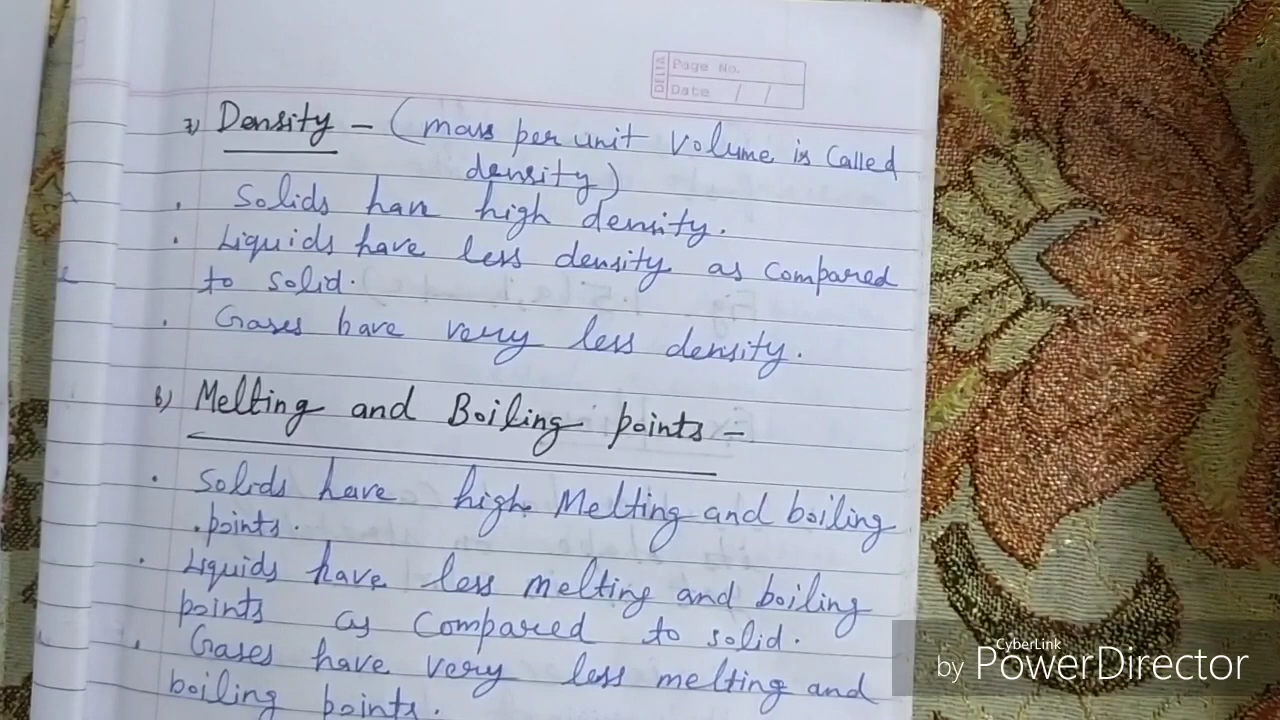 DELTA
Page No.
Date / /
7) Density - (mass per unit volume is called
density)
. Solids have high density.
. Liquids have less density as compared
to solid.
. Gases have very less density.
8) Melting and Boiling points -
. Solids have high Melting and boiling
points.
. Liquids have less melting and boiling
points as compared to solid.
. Gases have very less melting and
boiling points.
CyberLink
by PowerDirector